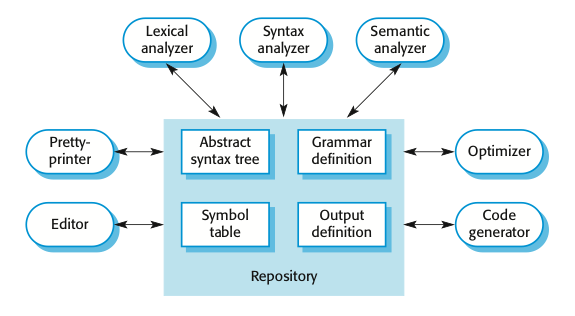 Lexical
analyzer
Syntax
analyzer
Semantic
analyzer
Pretty-
printer
Abstract
syntax tree
Grammar
definition
Optimizer
Editor
Symbol
table
Output
definition
Code
generator
Repository